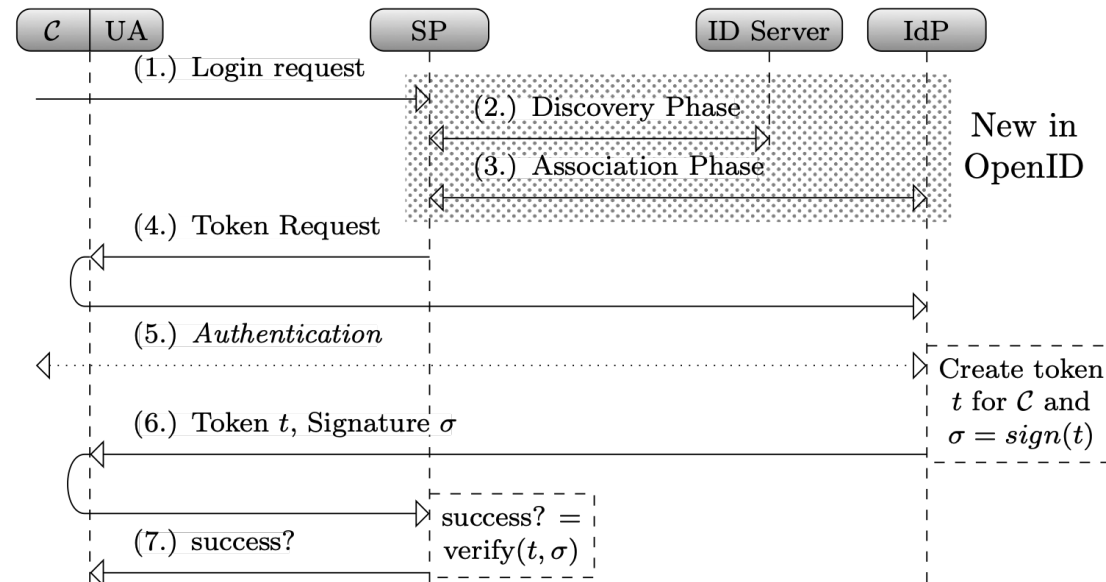 𝒞 UA SP ID Server IdP
(1.) Login request
(2.) Discovery Phase
New in
OpenID
(3.) Association Phase
(4.) Token Request
(5.) Authentication
Create token
t for 𝒞 and
σ = sign(t)
(6.) Token t, Signature σ
success? =
verify(t, σ)
(7.) success?